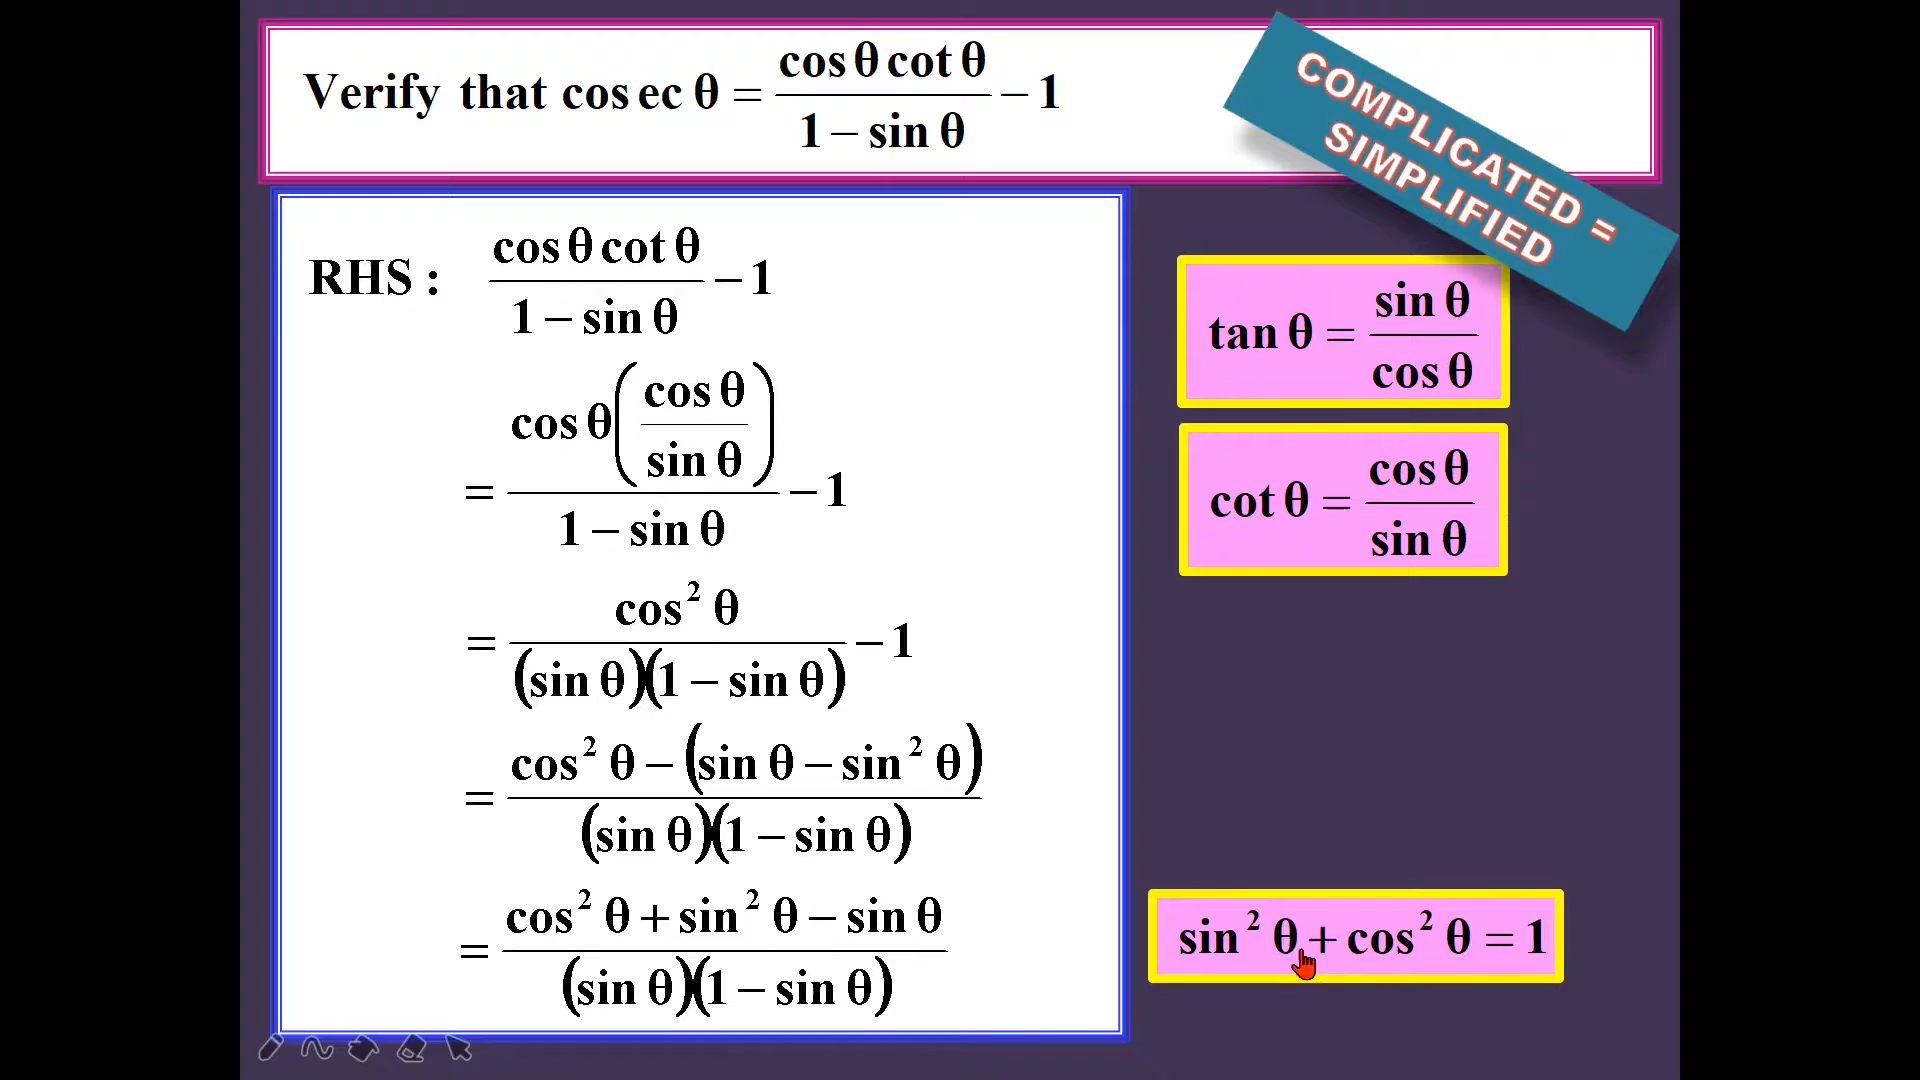 Verify that cosec θ = (cos θ cot θ)/(1 − sin θ) − 1
COMPLICATED =
SIMPLIFIED
RHS : (cos θ cot θ)/(1 − sin θ) − 1
= (cos θ (cos θ / sin θ))/(1 − sin θ) − 1
= cos² θ/((sin θ)(1 − sin θ)) − 1
= (cos² θ − (sin θ − sin² θ))/((sin θ)(1 − sin θ))
= (cos² θ + sin² θ − sin θ)/((sin θ)(1 − sin θ))
tan θ = sin θ / cos θ
cot θ = cos θ / sin θ
sin² θ + cos² θ = 1